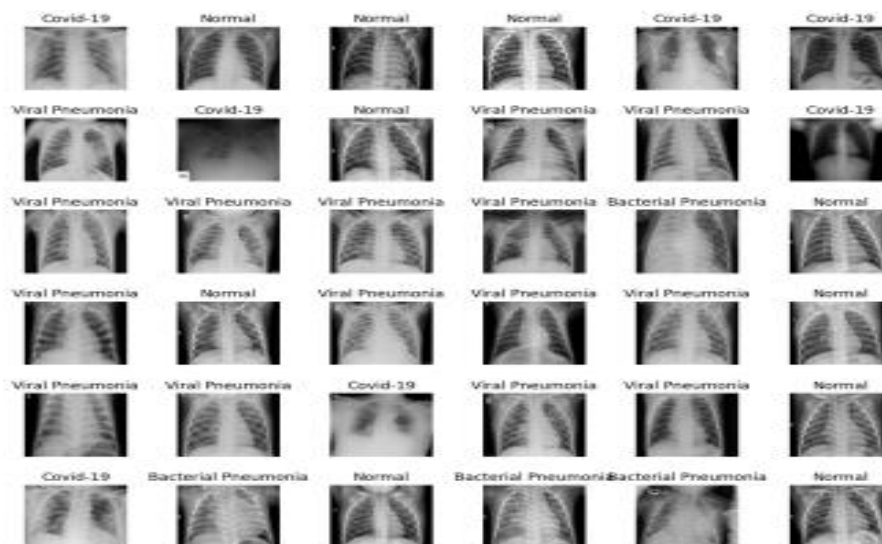 Covid-19 Normal Normal Normal Covid-19 Covid-19
Viral Pneumonia Covid-19 Normal Viral Pneumonia Viral Pneumonia Covid-19
Viral Pneumonia Viral Pneumonia Viral Pneumonia Viral Pneumonia Bacterial Pneumonia Normal
Viral Pneumonia Normal Viral Pneumonia Viral Pneumonia Viral Pneumonia Normal
Viral Pneumonia Viral Pneumonia Covid-19 Viral Pneumonia Viral Pneumonia Normal
Covid-19 Bacterial Pneumonia Normal Bacterial Pneumonia Bacterial Pneumonia Normal